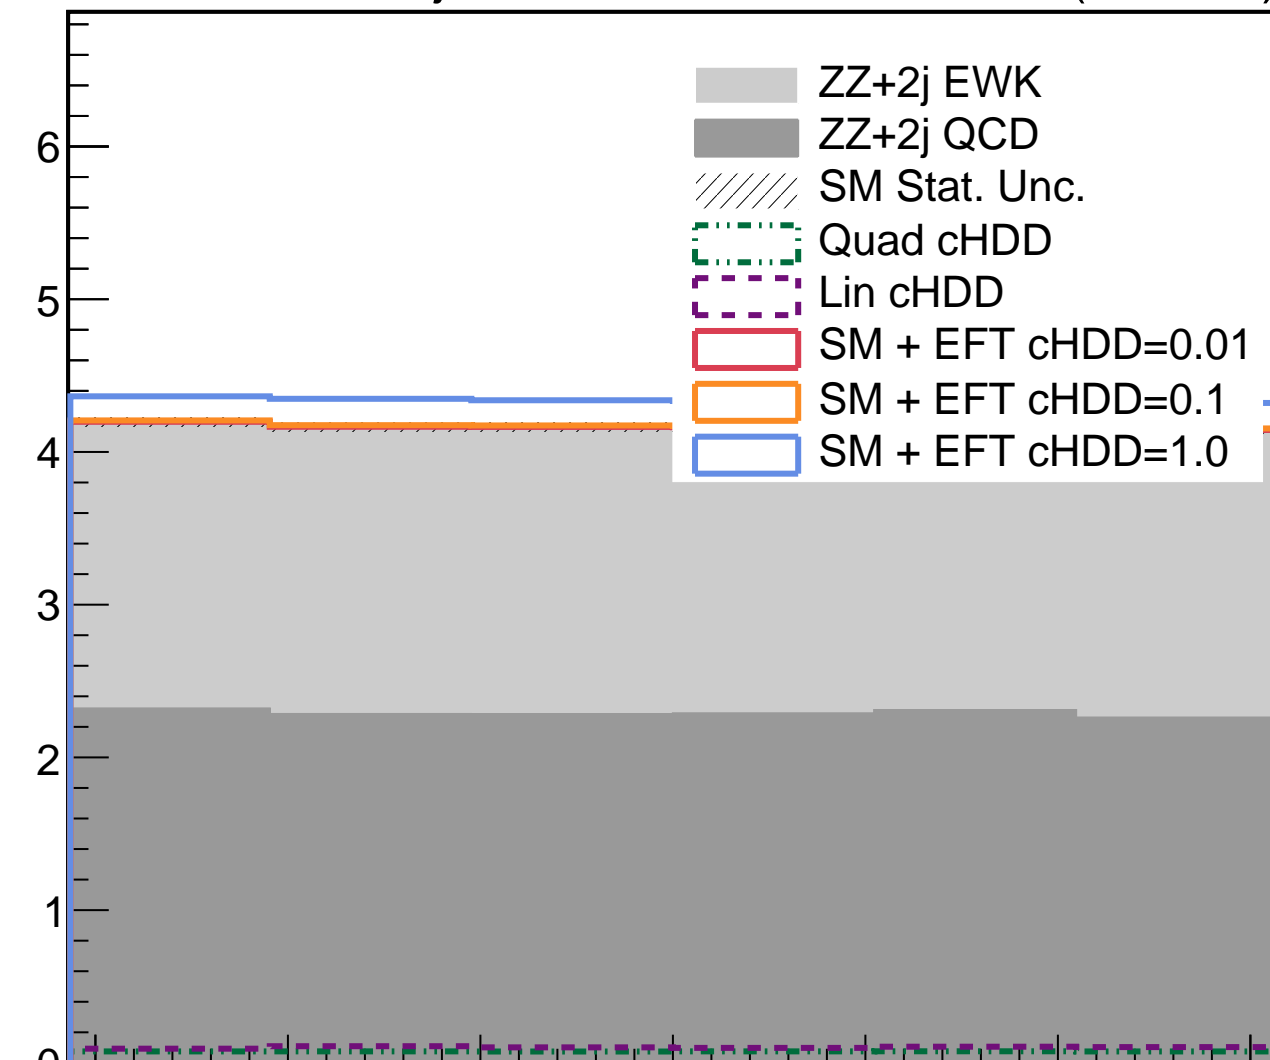 ZZ+2j EWK
ZZ+2j QCD
SM Stat. Unc.
Quad cHDD
Lin cHDD
SM + EFT cHDD=0.01
SM + EFT cHDD=0.1
SM + EFT cHDD=1.0
6
5
4
3
2
1
0